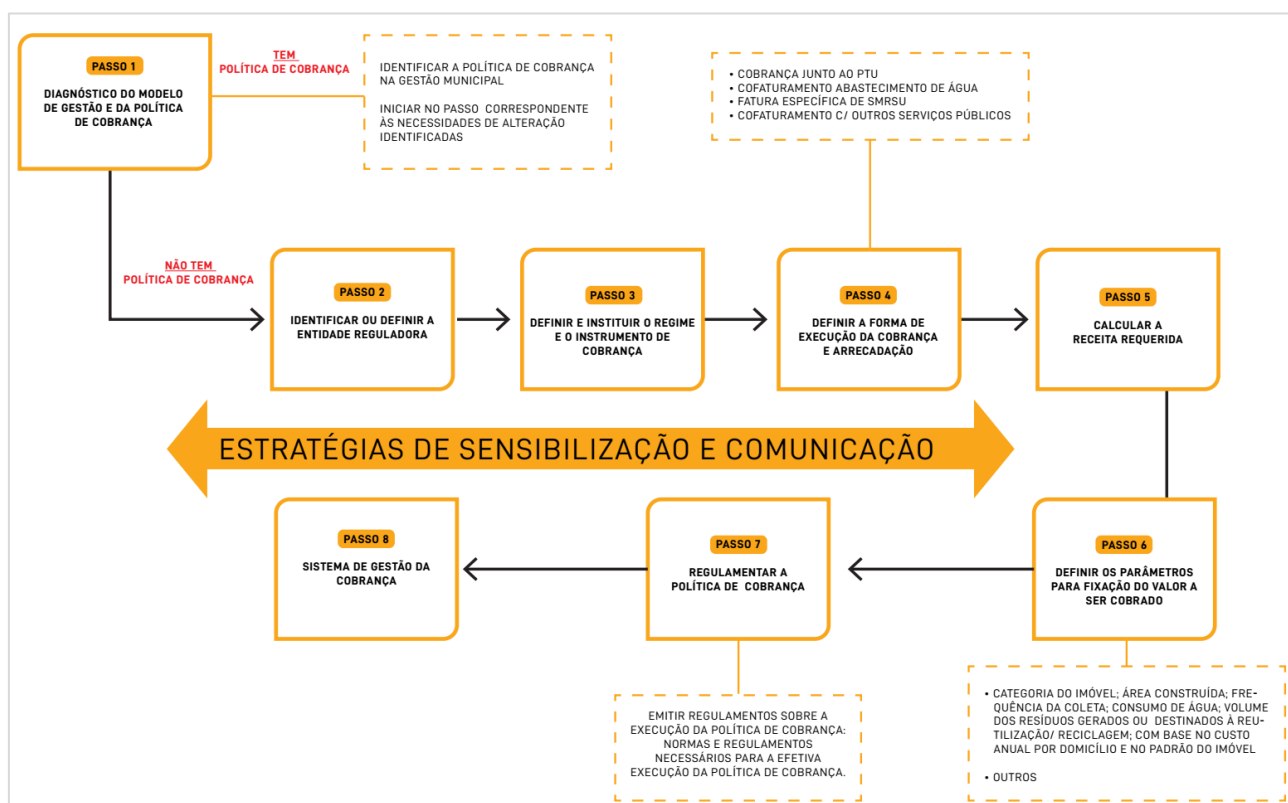 PASSO 1
DIAGNÓSTICO DO MODELO
DE GESTÃO E DA POLÍTICA
DE COBRANÇA
TEM
POLÍTICA DE COBRANÇA
IDENTIFICAR A POLÍTICA DE COBRANÇA
NA GESTÃO MUNICIPAL
INICIAR NO PASSO CORRESPONDENTE
ÀS NECESSIDADES DE ALTERAÇÃO
IDENTIFICADAS
• COBRANÇA JUNTO AO PTU
• COFATURAMENTO ABASTECIMENTO DE ÁGUA
• FATURA ESPECÍFICA DE SMRSU
• COFATURAMENTO C/ OUTROS SERVIÇOS PÚBLICOS
NÃO TEM
POLÍTICA DE COBRANÇA
PASSO 2
IDENTIFICAR OU DEFINIR A
ENTIDADE REGULADORA
PASSO 3
DEFINIR E INSTITUIR O REGIME
E O INSTRUMENTO DE
COBRANÇA
PASSO 4
DEFINIR A FORMA DE
EXECUÇÃO DA COBRANÇA
E ARRECADAÇÃO
PASSO 5
CALCULAR A
RECEITA REQUERIDA
ESTRATÉGIAS DE SENSIBILIZAÇÃO E COMUNICAÇÃO
PASSO 6
DEFINIR OS PARÂMETROS
PARA FIXAÇÃO DO VALOR A
SER COBRADO
PASSO 7
REGULAMENTAR A
POLÍTICA DE COBRANÇA
PASSO 8
SISTEMA DE GESTÃO DA
COBRANÇA
EMITIR REGULAMENTOS SOBRE A
EXECUÇÃO DA POLÍTICA DE COBRANÇA:
NORMAS E REGULAMENTOS
NECESSÁRIOS PARA A EFETIVA
EXECUÇÃO DA POLÍTICA DE COBRANÇA.
• CATEGORIA DO IMÓVEL; ÁREA CONSTRUÍDA; FRE-
QUÊNCIA DA COLETA; CONSUMO DE ÁGUA; VOLUME
DOS RESÍDUOS GERADOS OU DESTINADOS À REU-
TILIZAÇÃO/ RECICLAGEM; COM BASE NO CUSTO
ANUAL POR DOMICÍLIO E NO PADRÃO DO IMÓVEL
• OUTROS